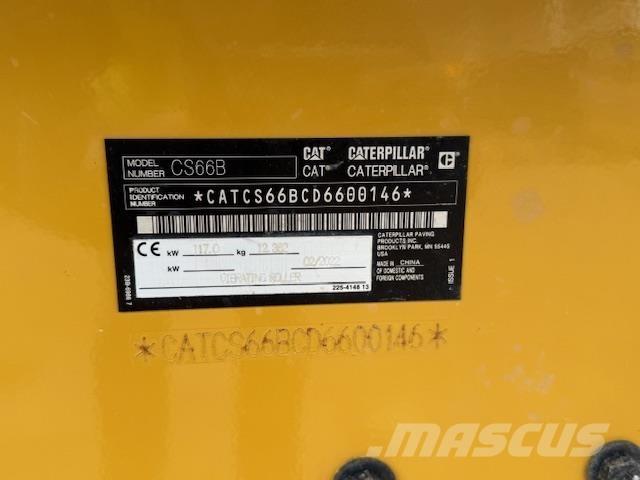 MODEL NUMBER CS66B
CAT® CATERPILLAR®
CAT® CATERPILLAR®
PRODUCT IDENTIFICATION NUMBER *CATCS66BCD6600146*
CE kW 117.0 kg 12,382
kW 02/2022
VIBRATING ROLLER
225-4148 13
CATERPILLAR PAVING
PRODUCTS INC.
BROOKLYN PARK, MN 55445
USA
MADE IN CHINA
OF DOMESTIC AND
FOREIGN COMPONENTS
ISSUE 1
*CATCS66BCD6600146*
MASCUS